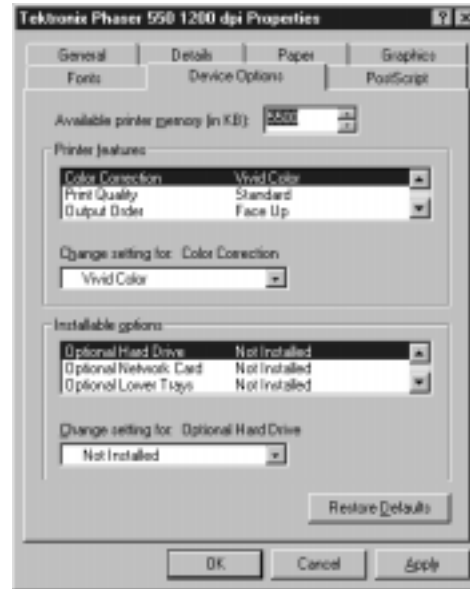 Tektronix Phaser 550 1200 dpi Properties
General Details Paper Graphics
Fonts Device Options PostScript
Available printer memory (in KB):
Printer features
Color Correction Vivid Color
Print Quality Standard
Output Order Face Up
Change setting for: Color Correction
Vivid Color
Installable options
Optional Hard Drive Not Installed
Optional Network Card Not Installed
Optional Lower Trays Not Installed
Change setting for: Optional Hard Drive
Not Installed
Restore Defaults
OK Cancel Apply